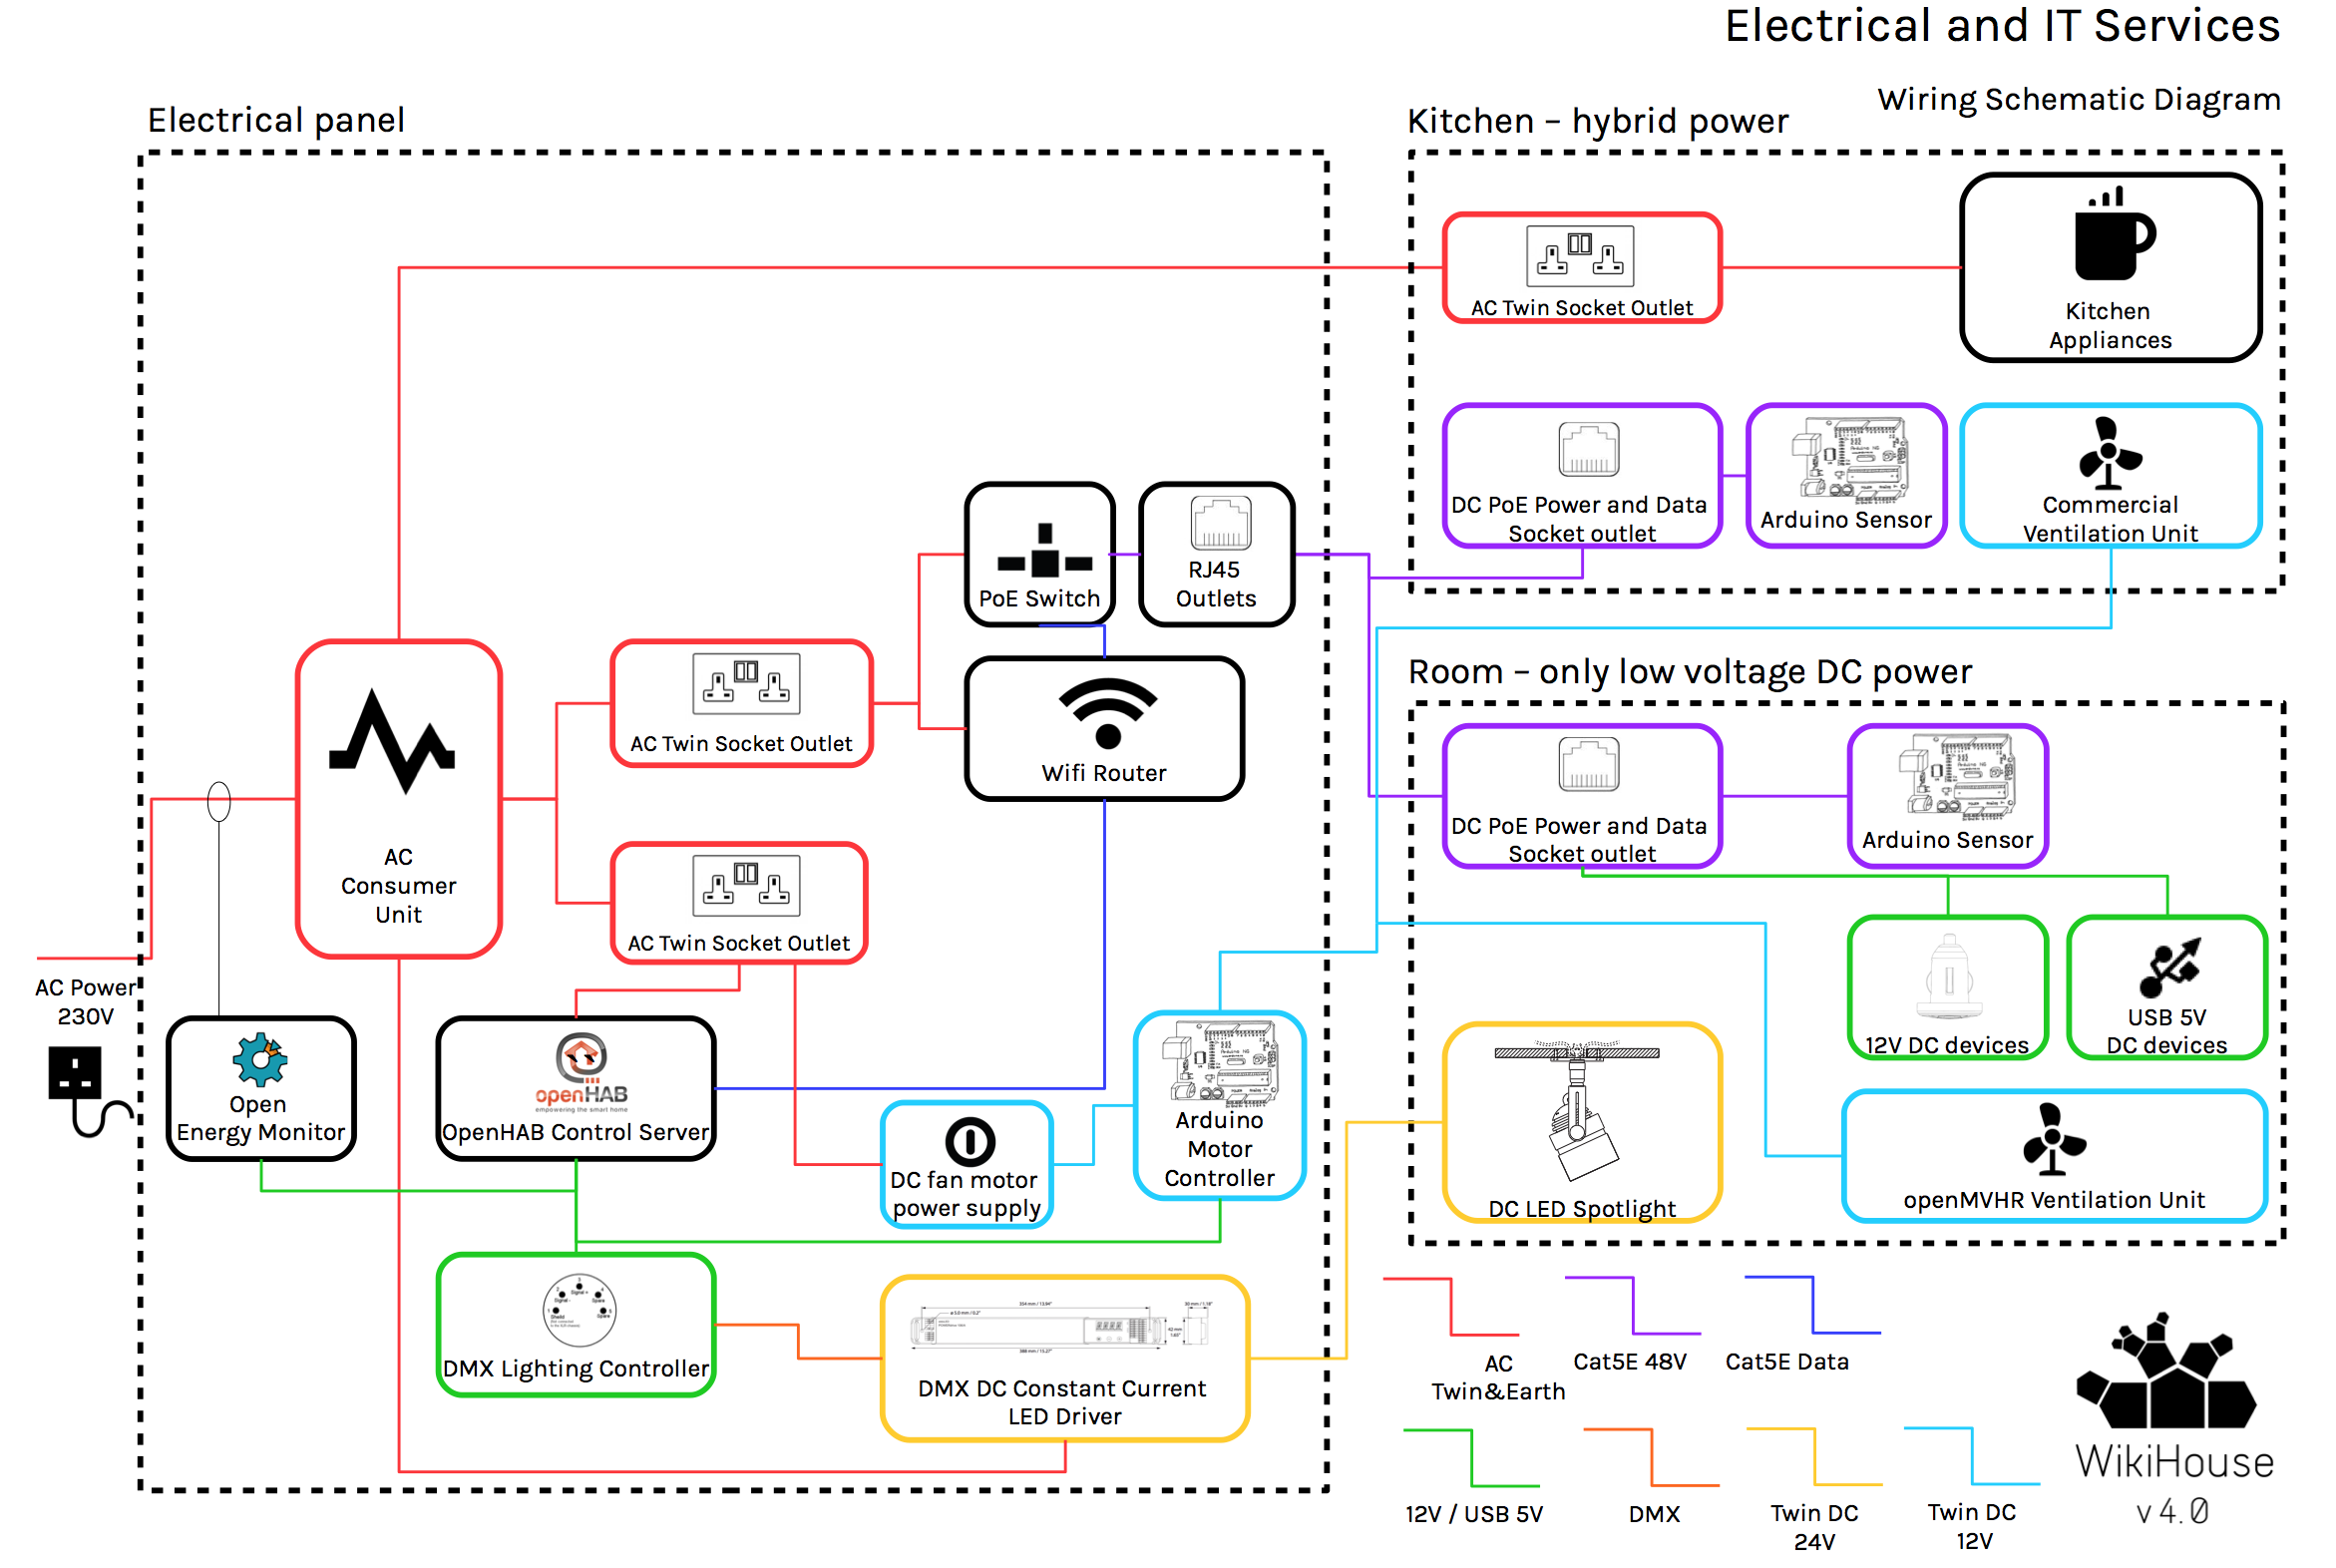 Electrical and IT Services
Wiring Schematic Diagram
Electrical panel
Kitchen – hybrid power
AC Twin Socket Outlet
Kitchen
Appliances
DC PoE Power and Data
Socket outlet
Arduino Sensor
Commercial
Ventilation Unit
PoE Switch
RJ45
Outlets
Room – only low voltage DC power
AC Twin Socket Outlet
Wifi Router
DC PoE Power and Data
Socket outlet
Arduino Sensor
AC
Consumer
Unit
AC Twin Socket Outlet
AC Power
230V
12V DC devices
USB 5V
DC devices
Open
Energy Monitor
openHAB
empowering the smart home
OpenHAB Control Server
DC fan motor
power supply
Arduino
Motor
Controller
DC LED Spotlight
openMVHR Ventilation Unit
DMX Lighting Controller
DMX DC Constant Current
LED Driver
AC
Twin&Earth
Cat5E 48V
Cat5E Data
12V / USB 5V
DMX
Twin DC
24V
Twin DC
12V
WikiHouse
v 4.0